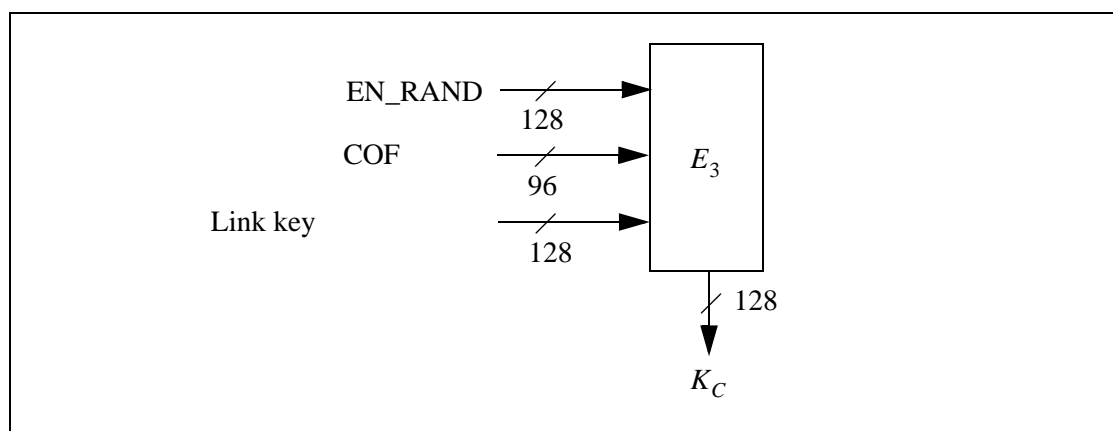 EN_RAND
128
COF
96
Link key
128
E3
128
KC